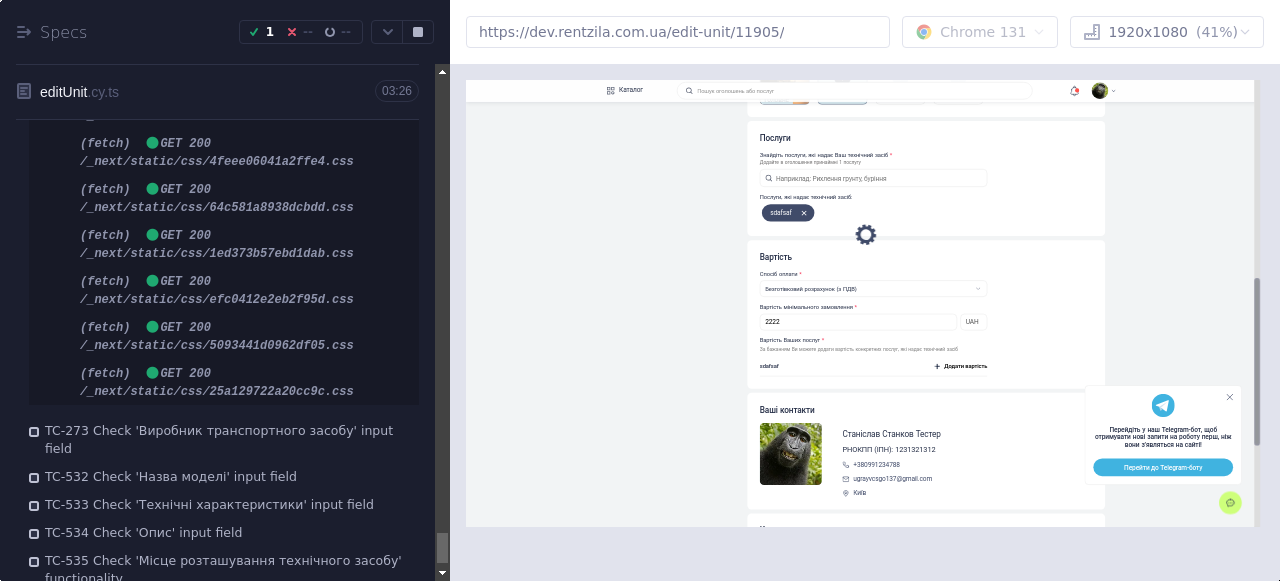 Specs
1
--
--
https://dev.rentzila.com.ua/edit-unit/11905/
Chrome 131
1920x1080 (41%)
editUnit.cy.ts
03:26
(fetch) GET 200
/_next/static/css/4feee06041a2ffe4.css
(fetch) GET 200
/_next/static/css/64c581a8938dcbdd.css
(fetch) GET 200
/_next/static/css/1ed373b57ebd1dab.css
(fetch) GET 200
/_next/static/css/efc0412e2eb2f95d.css
(fetch) GET 200
/_next/static/css/5093441d0962df05.css
(fetch) GET 200
/_next/static/css/25a129722a20cc9c.css
TC-273 Check 'Виробник транспортного засобу' input
field
TC-532 Check 'Назва моделі' input field
TC-533 Check 'Технічні характеристики' input field
TC-534 Check 'Опис' input field
TC-535 Check 'Місце розташування технічного засобу'
functionality
Каталог
Пошук оголошень або послуг
Послуги
Знайдіть послуги, які надає Ваш технічний засіб *
Додайте в оголошення принаймні 1 послугу
Наприклад: Рихлення грунту, буріння
Послуги, які надає технічний засіб:
sdafsaf
Вартість
Спосіб оплати *
Безготівковий розрахунок (з ПДВ)
Вартість мінімального замовлення *
2222
UAH
Вартість Ваших послуг *
За бажанням Ви можете додати вартість конкретних послуг, які надає технічний засіб
sdafsaf
Додати вартість
Ваші контакти
Станіслав Станков Тестер
РНОКПП (ІПН): 1231321312
+380991234788
ugrayvcsgo137@gmail.com
Київ
Перейдіть у наш Telegram-бот, щоб
отримувати нові запити на роботу перш, ніж
вони з'являться на сайті!
Перейти до Telegram-боту